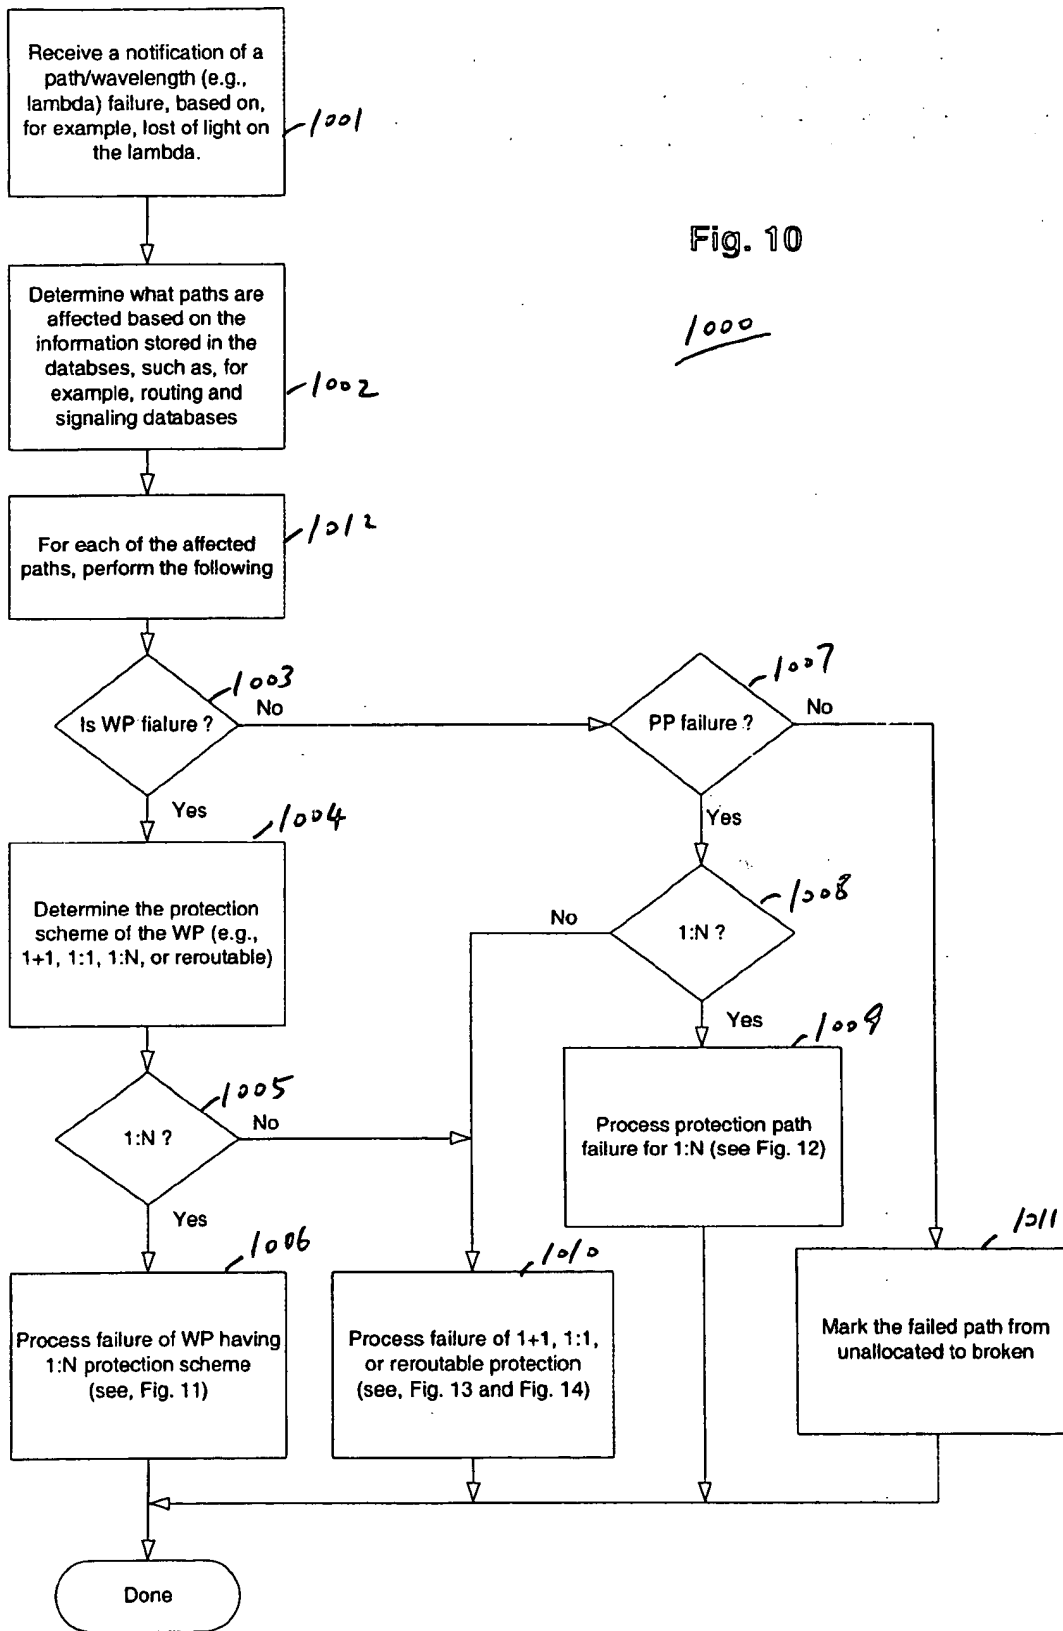 Receive a notification of a
path/wavelength (e.g.,
lambda) failure, based on,
for example, lost of light on
the lambda.
1001
Fig. 10
1000
Determine what paths are
affected based on the
information stored in the
databses, such as, for
example, routing and
signaling databases
1002
For each of the affected
paths, perform the following
1012
Is WP fialure ?
1003
No
Yes
PP failure ?
1007
No
Yes
Determine the protection
scheme of the WP (e.g.,
1+1, 1:1, 1:N, or reroutable)
1004
1:N ?
1008
No
Yes
1:N ?
1005
No
Yes
Process protection path
failure for 1:N (see Fig. 12)
1009
Process failure of WP having
1:N protection scheme
(see, Fig. 11)
1006
Process failure of 1+1, 1:1,
or reroutable protection
(see, Fig. 13 and Fig. 14)
1010
Mark the failed path from
unallocated to broken
1011
Done